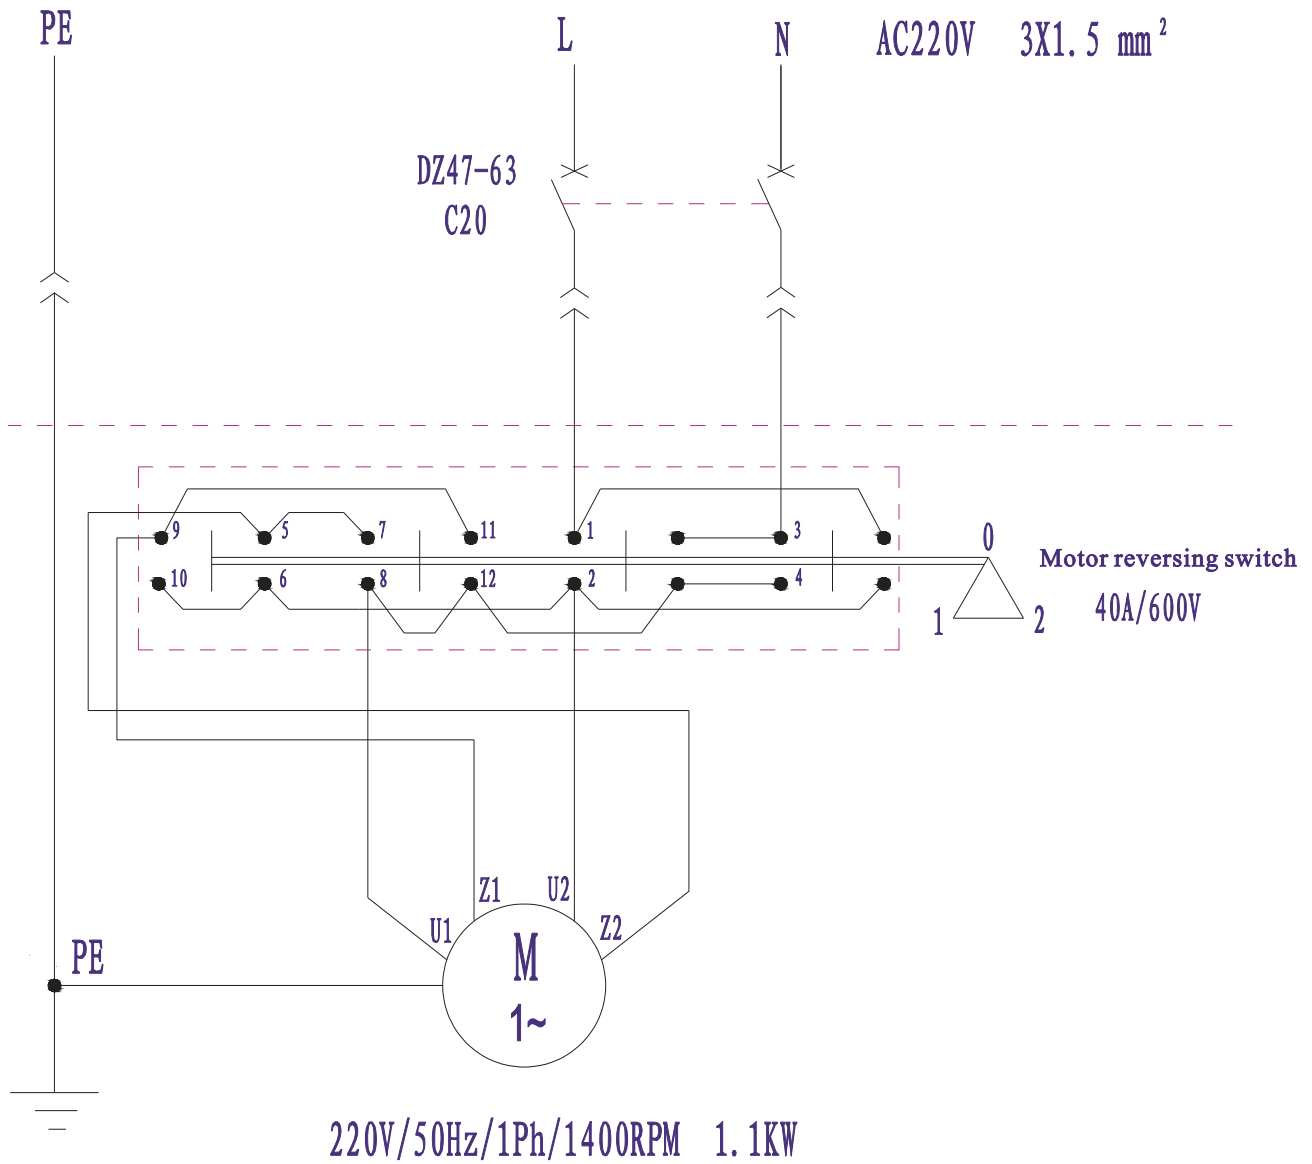 PE
L
N
AC220V 3X1.5 mm²
DZ47-63
C20
9
5
7
11
1
3
0
10
6
8
12
2
4
Motor reversing switch
40A/600V
1
2
Z1
U2
U1
Z2
M
1~
PE
220V/50Hz/1Ph/1400RPM 1.1KW